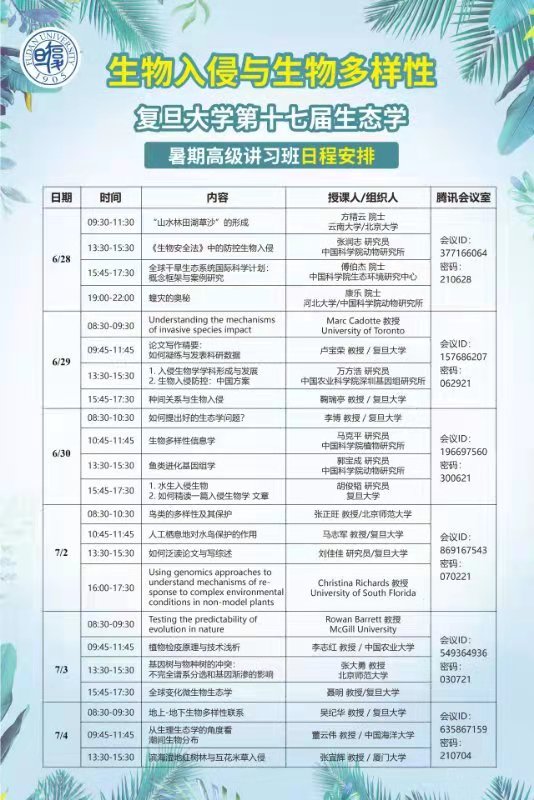 FUDAN UNIVERSITY
1905
生物入侵与生物多样性
复旦大学第十七届生态学
暑期高级讲习班日程安排
日期 时间 内容 授课人/组织人 腾讯会议室
6/28
09:30-11:30 “山水林田湖草沙”的形成 方精云 院士
云南大学/北京大学
13:30-15:30 《生物安全法》中的防控生物入侵 张润志 研究员
中国科学院动物研究所
15:45-17:30 全球干旱生态系统国际科学计划:
概念框架与案例研究 傅伯杰 院士
中国科学院生态环境研究中心
19:00-22:00 蝗灾的奥秘 康乐 院士
河北大学/中国科学院动物研究所
会议ID:
377166064
密码:
210628
6/29
08:30-09:30 Understanding the mechanisms
of invasive species impact Marc Cadotte 教授
University of Toronto
09:45-11:45 论文写作精要:
如何凝练与发表科研数据 卢宝荣 教授 / 复旦大学
13:30-15:30 1. 入侵生物学学科形成与发展
2. 生物入侵防控: 中国方案 万方浩 研究员
中国农业科学院深圳基因组研究所
15:45-17:30 种间关系与生物入侵 鞠瑞亭 教授 / 复旦大学
会议ID:
157686207
密码:
062921
6/30
08:30-10:30 如何提出好的生态学问题? 李博 教授 / 复旦大学
10:45-11:45 生物多样性信息学 马克平 研究员
中国科学院植物研究所
13:30-15:30 鱼类进化基因组学 郭宝成 研究员
中国科学院动物研究所
15:45-17:30 1. 水生入侵生物
2. 如何精读一篇入侵生物学 文章 胡俊韬 研究员
复旦大学
会议ID:
196697560
密码:
300621
7/2
08:30-10:30 鸟类的多样性及其保护 张正旺 教授/北京师范大学
10:45-11:45 人工栖息地对水鸟保护的作用 马志军 教授/复旦大学
13:30-15:30 如何泛读论文与写综述 刘佳佳 研究员/复旦大学
16:00-17:30 Using genomics approaches to
understand mechanisms of re-
sponse to complex environmental
conditions in non-model plants Christina Richards 教授
University of South Florida
会议ID:
869167543
密码:
070221
7/3
08:30-09:30 Testing the predictability of
evolution in nature Rowan Barrett 教授
McGill University
09:45-11:45 植物检疫原理与技术浅析 李志红 教授 / 中国农业大学
13:30-15:30 基因树与物种树的冲突:
不完全谱系分选和基因渐渗的影响 张大勇 教授
北京师范大学
15:45-17:30 全球变化微生物生态学 聂明 教授/复旦大学
会议ID:
549364936
密码:
030721
7/4
08:30-09:30 地上-地下生物多样性联系 吴纪华 教授 / 复旦大学
09:45-11:45 从生理生态学的角度看
潮间生物分布 董云伟 教授 / 中国海洋大学
13:30-15:30 滨海湿地红树林与互花米草入侵 张宜辉 教授 / 厦门大学
会议ID:
635867159
密码:
210704